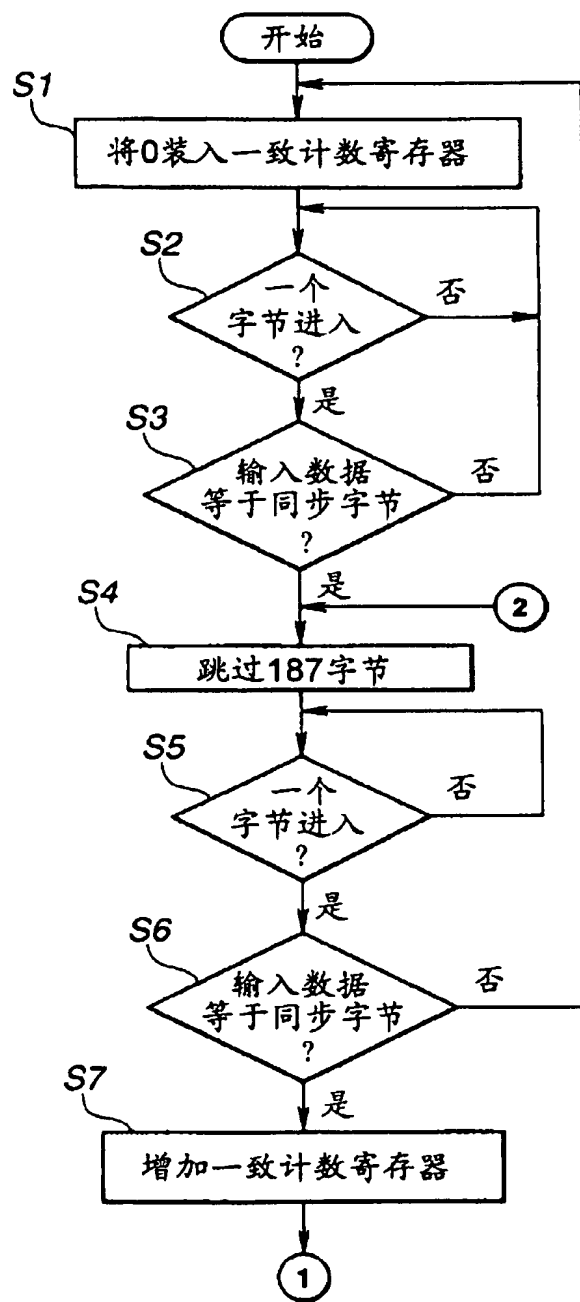 开始
S1
将0装入一致计数寄存器
S2
一个
字节进入
?
否
是
S3
输入数据
等于同步字节
?
否
是
2
S4
跳过187字节
S5
一个
字节进入
?
否
是
S6
输入数据
等于同步字节
?
否
是
S7
增加一致计数寄存器
1